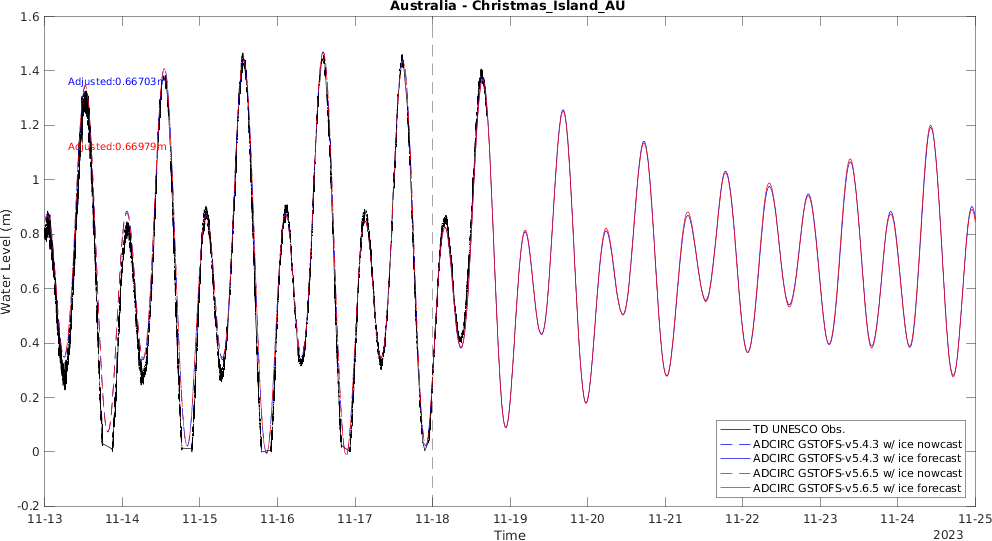 Australia - Christmas_Island_AU
Water Level (m)
1.6
1.4
1.2
1
0.8
0.6
0.4
0.2
0
-0.2
Adjusted:0.66703m
Adjusted:0.66979m
TD UNESCO Obs.
ADCIRC GSTOFS-v5.4.3 w/ ice nowcast
ADCIRC GSTOFS-v5.4.3 w/ ice forecast
ADCIRC GSTOFS-v5.6.5 w/ ice nowcast
ADCIRC GSTOFS-v5.6.5 w/ ice forecast
11-13 11-14 11-15 11-16 11-17 11-18 11-19 11-20 11-21 11-22 11-23 11-24 11-25
Time
2023